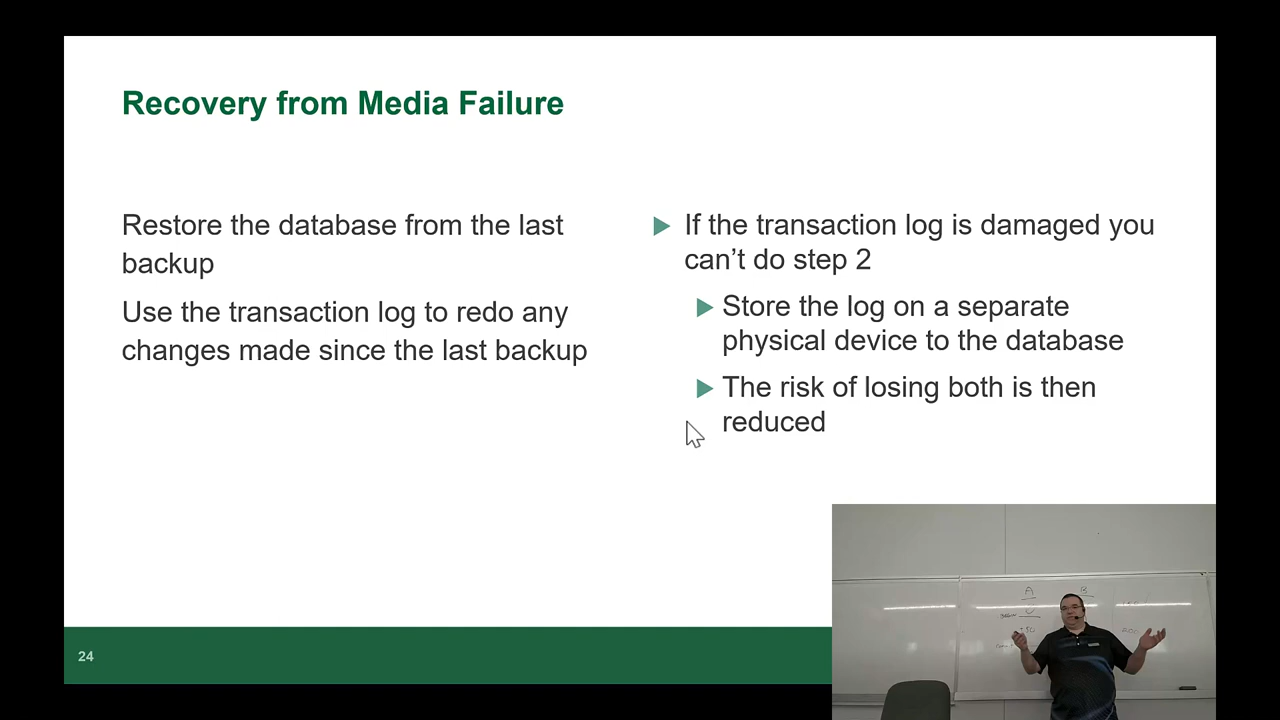 Recovery from Media Failure
Restore the database from the last
backup
Use the transaction log to redo any
changes made since the last backup
If the transaction log is damaged you
can’t do step 2
Store the log on a separate
physical device to the database
The risk of losing both is then
reduced
24
A
B